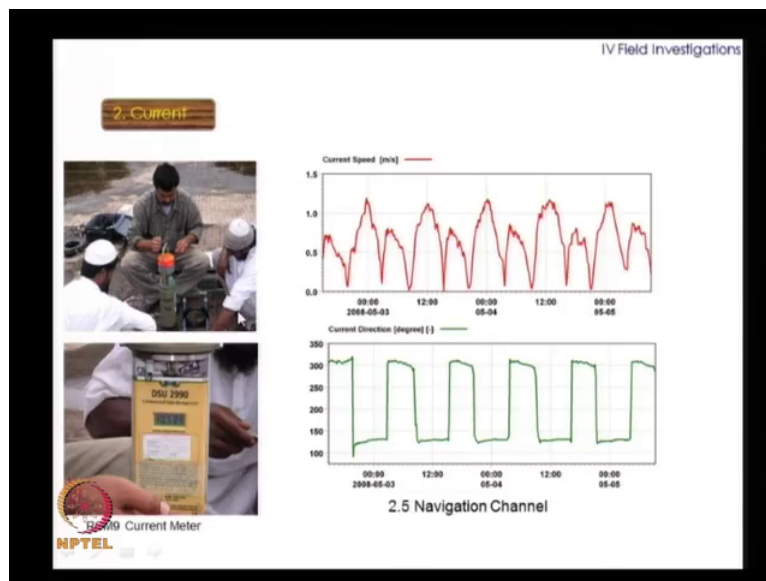 IV Field Investigations
2. Current
Current Speed [m/s]
1.5
1.0
0.5
0.0
00:00 12:00 00:00 12:00 00:00
2008-05-03 05-04 05-05
Current Direction [degree] [-]
350
300
250
200
150
100
00:00 12:00 00:00 12:00 00:00
2008-05-03 05-04 05-05
2.5 Navigation Channel
DSU 2990
RCM9 Current Meter
NPTEL